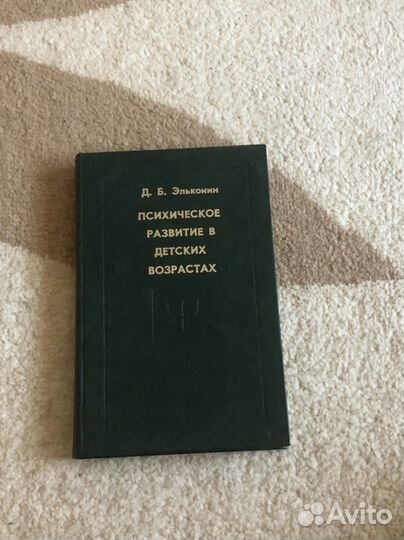 Д. Б. Эльконин
ПСИХИЧЕСКОЕ
РАЗВИТИЕ В
ДЕТСКИХ
ВОЗРАСТАХ
Ψ
Avito